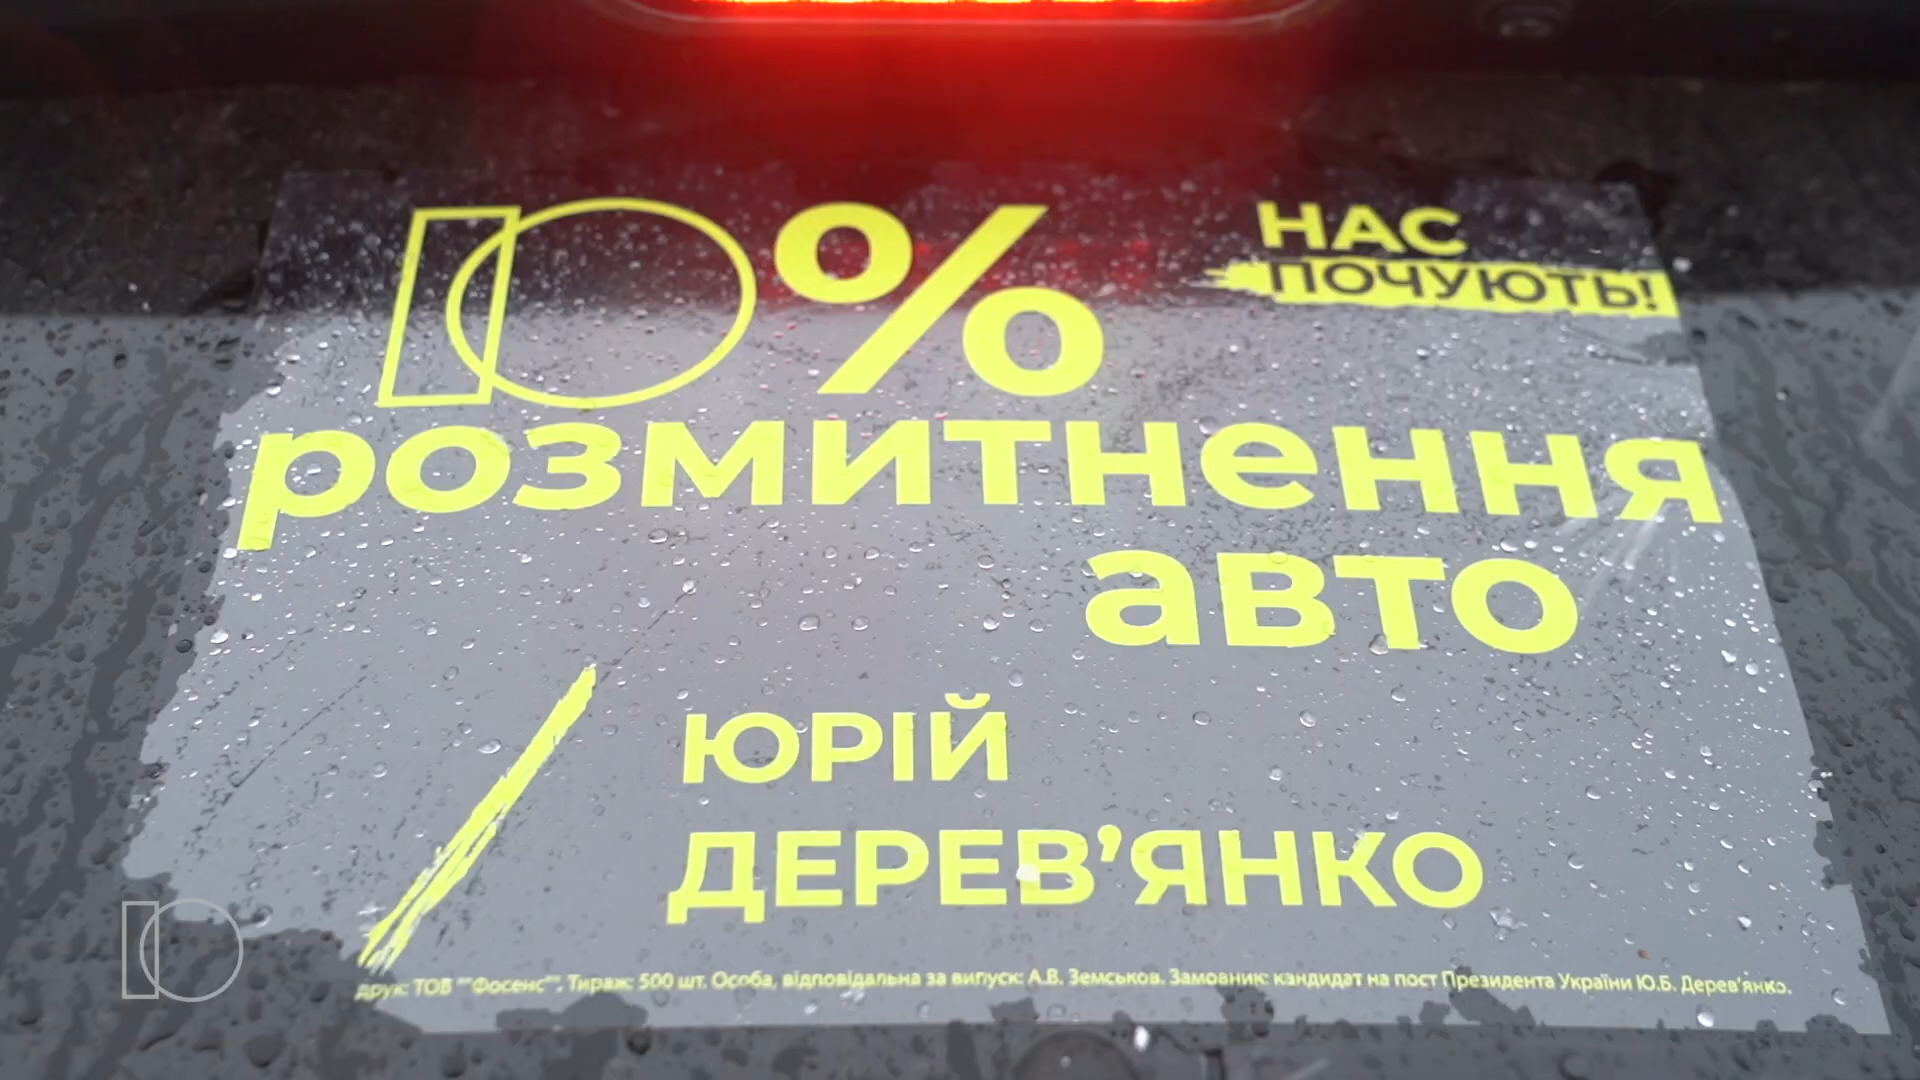 10%
НАС
ПОЧУЮТЬ!
розмитнення
авто
ЮРІЙ
ДЕРЕВ’ЯНКО
друк: ТОВ ""Фосенс"". Тираж: 500 шт. Особа, відповідальна за випуск: А.В. Земськов. Замовник: кандидат на пост Президента України Ю.Б. Дерев'янко.
10